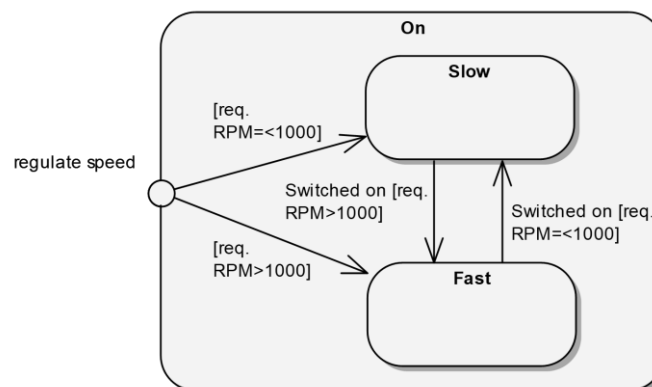 On
Slow
[req.
RPM=<1000]
regulate speed
Switched on [req.
RPM>1000]
Switched on [req.
RPM=<1000]
[req.
RPM>1000]
Fast